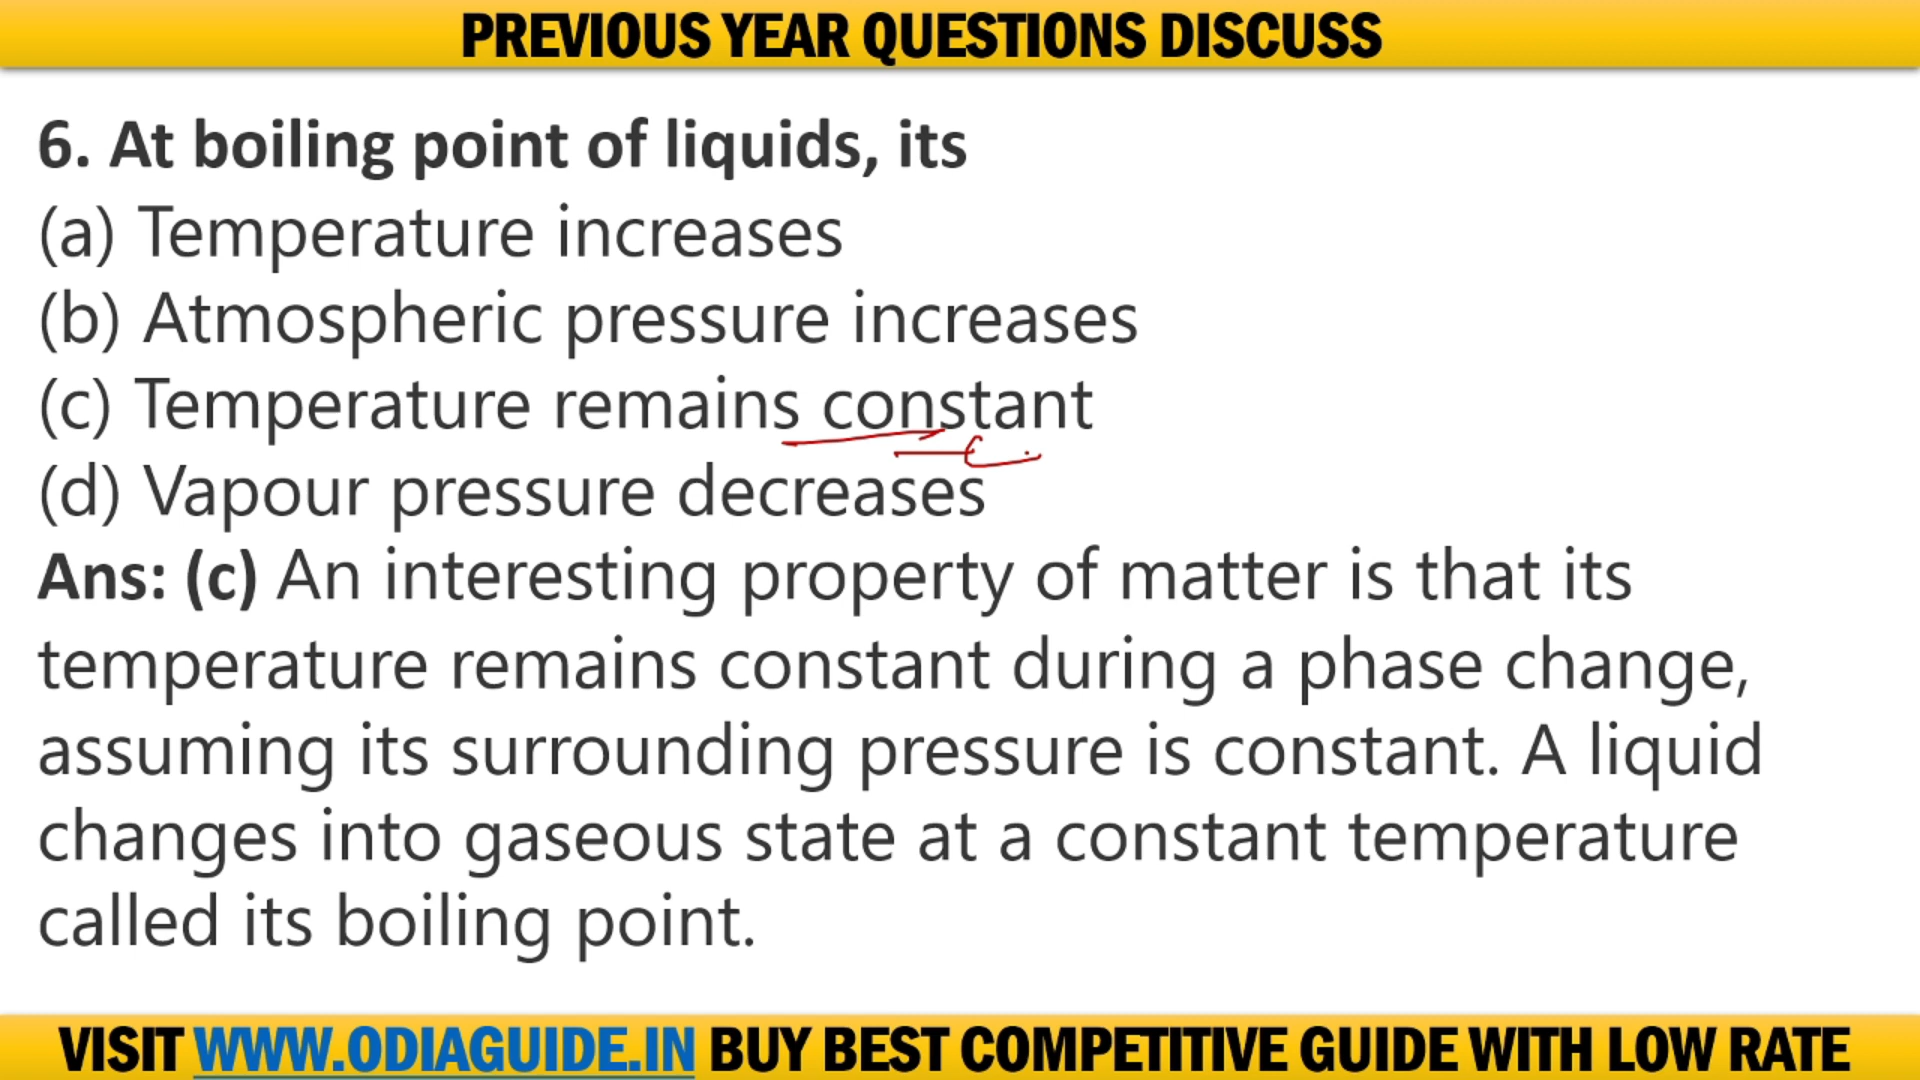 PREVIOUS YEAR QUESTIONS DISCUSS
6. At boiling point of liquids, its
(a) Temperature increases
(b) Atmospheric pressure increases
(c) Temperature remains constant
(d) Vapour pressure decreases
Ans: (c) An interesting property of matter is that its
temperature remains constant during a phase change,
assuming its surrounding pressure is constant. A liquid
changes into gaseous state at a constant temperature
called its boiling point.
VISIT WWW.ODIAGUIDE.IN BUY BEST COMPETITIVE GUIDE WITH LOW RATE